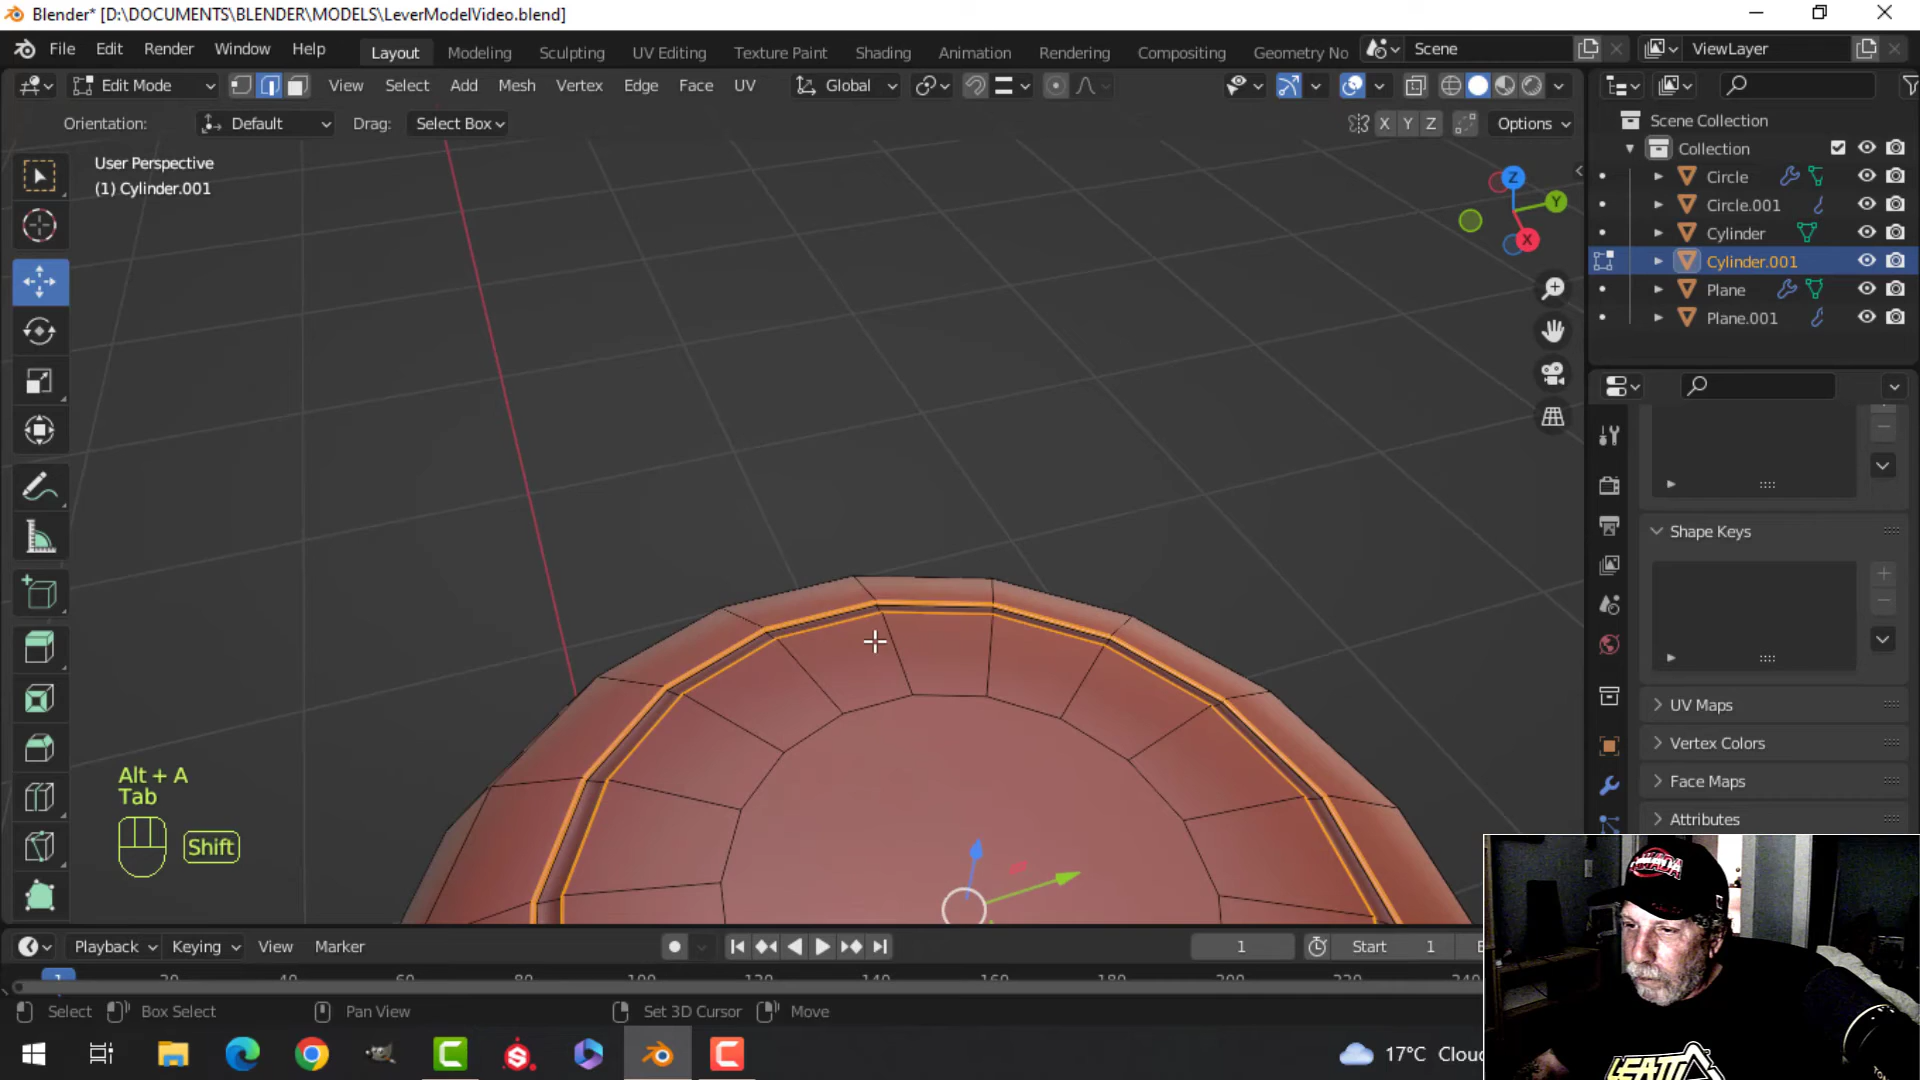 Blender* [D:\DOCUMENTS\BLENDER\MODELS\LeverModelVideo.blend]
File Edit Render Window Help Layout Modeling Sculpting UV Editing Texture Paint Shading Animation Rendering Compositing Geometry No Scene ViewLayer
Edit Mode View Select Add Mesh Vertex Edge Face UV Global
Orientation: Default Drag: Select Box X Y Z Options
User Perspective
(1) Cylinder.001
Z
Y
X
Scene Collection
Collection
Circle
Circle.001
Cylinder
Cylinder.001
Plane
Plane.001
Shape Keys
UV Maps
Vertex Colors
Face Maps
Attributes
Alt + A
Tab
Shift
Playback Keying View Marker 1 Start 1
1 20 40 60 80 100 120 140 160 180 200 220 240
Select Box Select Pan View Set 3D Cursor Move
17°C Cloud